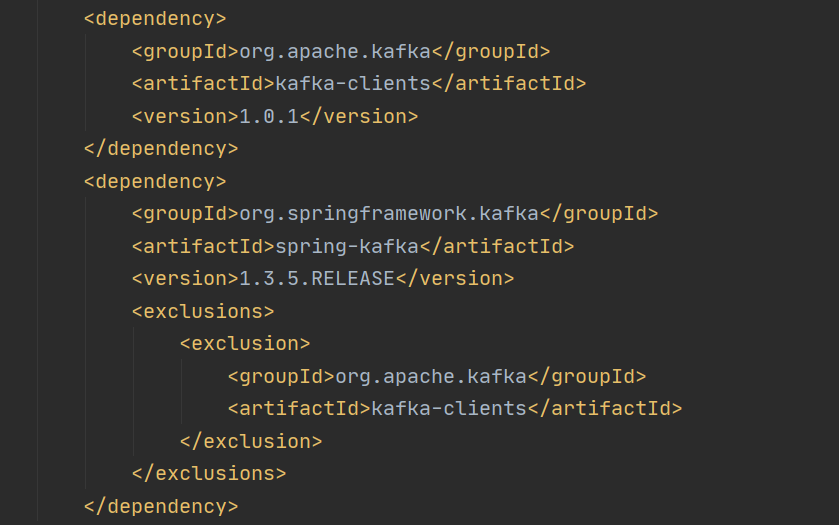 <dependency>
<groupId>org.apache.kafka</groupId>
<artifactId>kafka-clients</artifactId>
<version>1.0.1</version>
</dependency>
<dependency>
<groupId>org.springframework.kafka</groupId>
<artifactId>spring-kafka</artifactId>
<version>1.3.5.RELEASE</version>
<exclusions>
<exclusion>
<groupId>org.apache.kafka</groupId>
<artifactId>kafka-clients</artifactId>
</exclusion>
</exclusions>
</dependency>